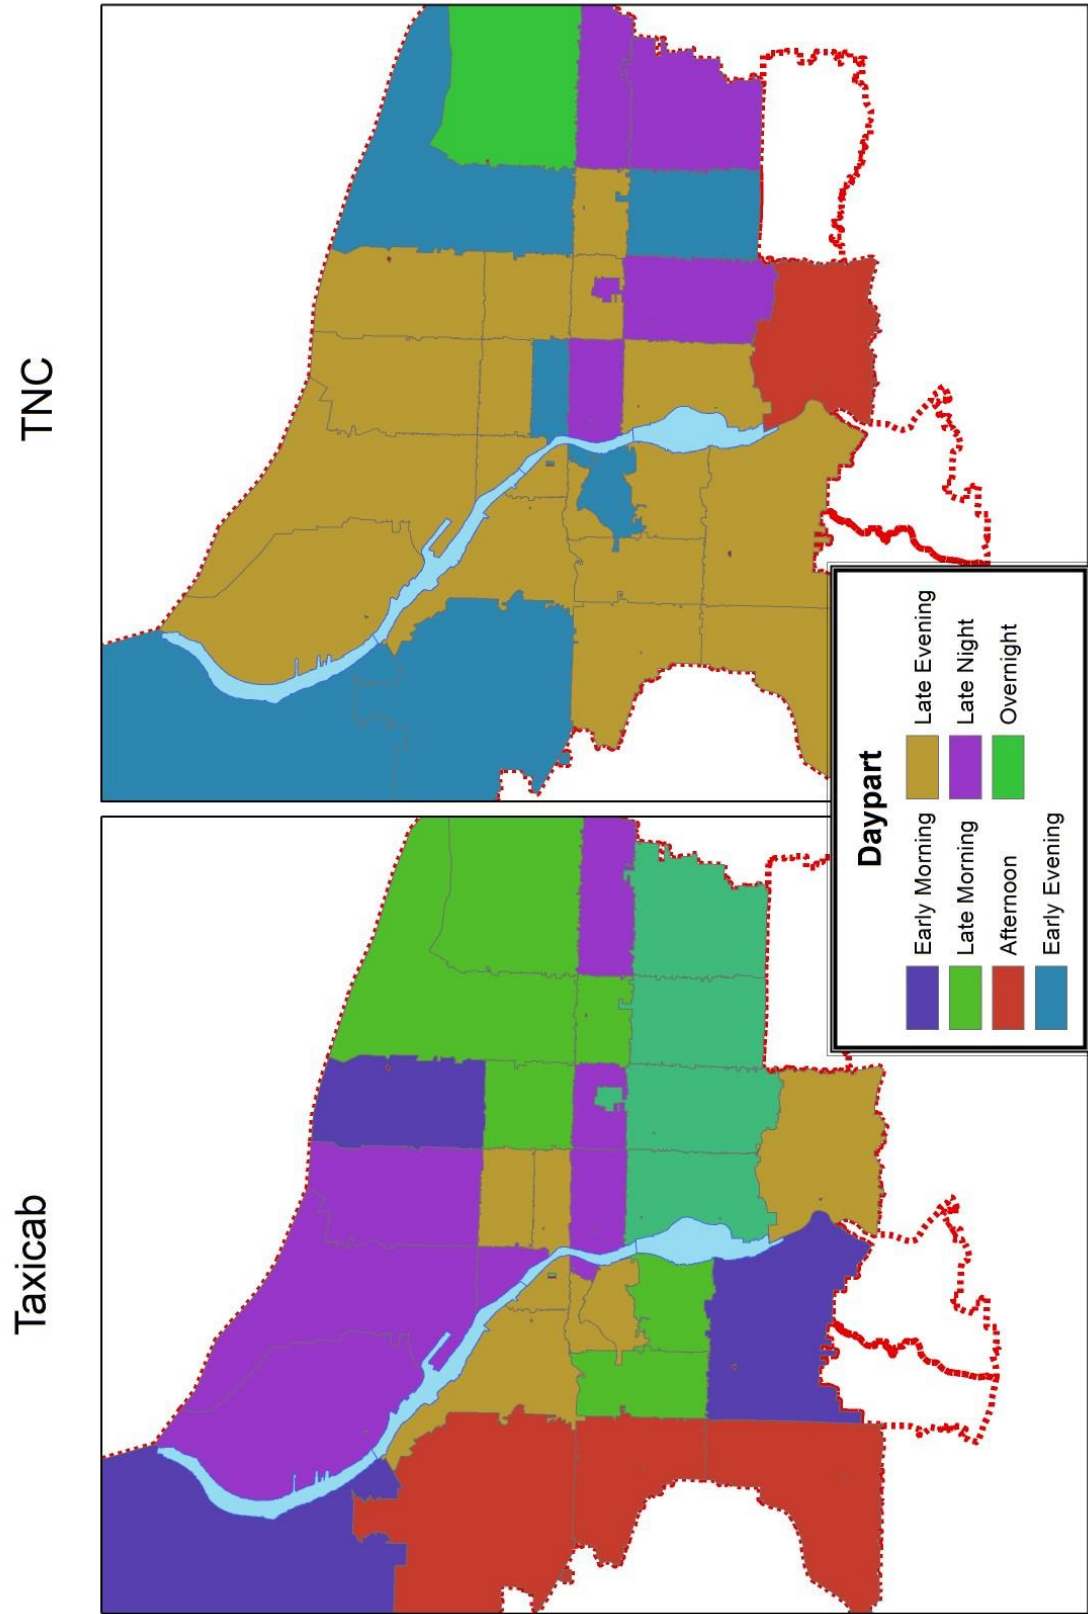 Taxicab
TNC
Daypart
Early Morning
Late Morning
Afternoon
Early Evening
Late Evening
Late Night
Overnight